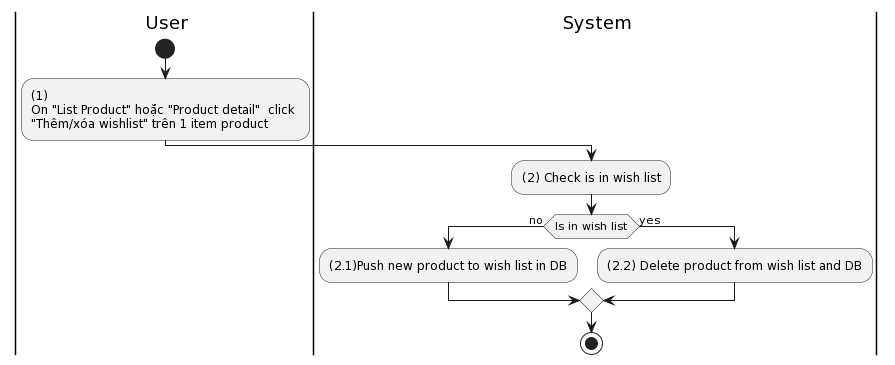 User
System
(1)
On "List Product" hoặc "Product detail"  click
"Thêm/xóa wishlist" trên 1 item product
(2) Check is in wish list
no
Is in wish list
yes
(2.1)Push new product to wish list in DB
(2.2) Delete product from wish list and DB